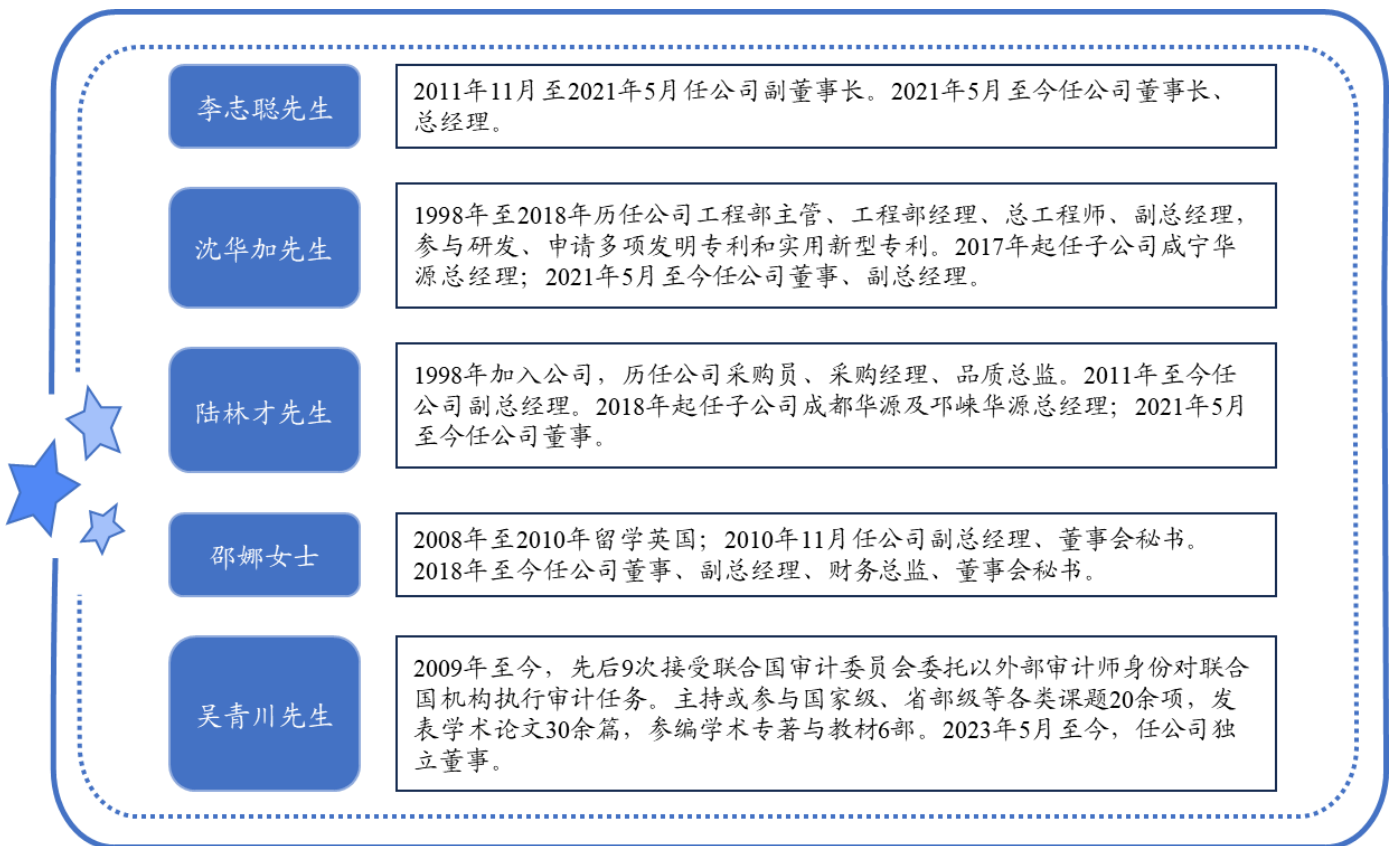 李志聪先生
2011年11月至2021年5月任公司副董事长。2021年5月至今任公司董事长、
总经理。
沈华加先生
1998年至2018年历任公司工程部主管、工程部经理、总工程师、副总经理，
参与研发、申请多项发明专利和实用新型专利。2017年起任子公司咸宁华
源总经理；2021年5月至今任公司董事、副总经理。
陆林才先生
1998年加入公司，历任公司采购员、采购经理、品质总监。2011年至今任
公司副总经理。2018年起任子公司成都华源及邛崃华源总经理；2021年5月
至今任公司董事。
邵娜女士
2008年至2010年留学英国；2010年11月任公司副总经理、董事会秘书。
2018年至今任公司董事、副总经理、财务总监、董事会秘书。
吴青川先生
2009年至今，先后9次接受联合国审计委员会委托以外部审计师身份对联合
国机构执行审计任务。主持或参与国家级、省部级等各类课题20余项，发
表学术论文30余篇，参编学术专著与教材6部。2023年5月至今，任公司独
立董事。